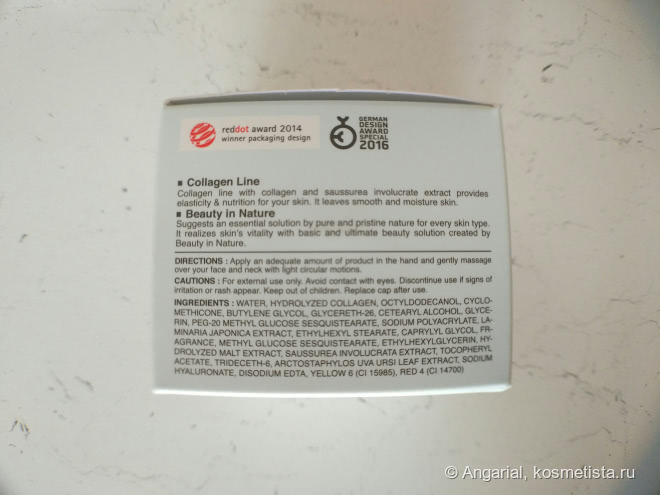 reddot award 2014
winner packaging design
GERMAN
DESIGN
AWARD
SPECIAL
2016
■ Collagen Line
Collagen line with collagen and saussurea involucrate extract provides
elasticity & nutrition for your skin. It leaves smooth and moisture skin.
■ Beauty in Nature
Suggests an essential solution by pure and pristine nature for every skin type.
It realizes skin's vitality with basic and ultimate beauty solution created by
Beauty in Nature.
DIRECTIONS : Apply an adequate amount of product in the hand and gently massage
over your face and neck with light circular motions.
CAUTIONS : For external use only. Avoid contact with eyes. Discontinue use if signs of
irritation or rash appear. Keep out of children. Replace cap after use.
INGREDIENTS : WATER, HYDROLYZED COLLAGEN, OCTYLDODECANOL, CYCLO-
METHICONE, BUTYLENE GLYCOL, GLYCERETH-26, CETEARYL ALCOHOL, GLYCE-
RIN, PEG-20 METHYL GLUCOSE SESQUISTEARATE, SODIUM POLYACRYLATE, LA-
MINARIA JAPONICA EXTRACT, ETHYLHEXYL STEARATE, CAPRYLYL GLYCOL, FR-
AGRANCE, METHYL GLUCOSE SESQUISTEARATE, ETHYLHEXYLGLYCERIN, HY-
DROLYZED MALT EXTRACT, SAUSSUREA INVOLUCRATA EXTRACT, TOCOPHERYL
ACETATE, TRIDECETH-6, ARCTOSTAPHYLOS UVA URSI LEAF EXTRACT, SODIUM
HYALURONATE, DISODIUM EDTA, YELLOW 6 (CI 15985), RED 4 (CI 14700)
© Angarial, kosmetista.ru